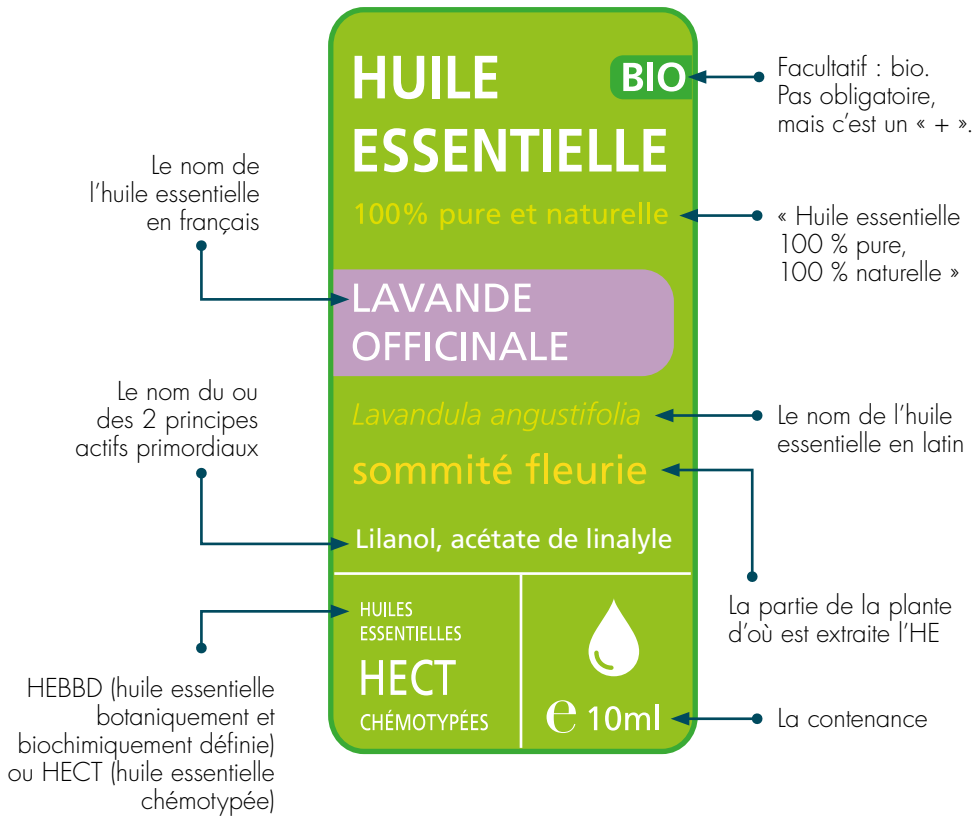 HUILE
ESSENTIELLE
BIO
100% pure et naturelle
LAVANDE
OFFICINALE
Lavandula angustifolia
sommité fleurie
Lilanol, acétate de linalyle
HUILES
ESSENTIELLES
HECT
CHÉMOTYPÉES
e 10ml
Le nom de
l'huile essentielle
en français
Le nom du ou
des 2 principes
actifs primordiaux
HEBBD (huile essentielle
botaniquement et
biochimiquement définie)
ou HECT (huile essentielle
chémotypée)
Facultatif : bio.
Pas obligatoire,
mais c'est un « + ».
« Huile essentielle
100 % pure,
100 % naturelle »
Le nom de l'huile
essentielle en latin
La partie de la plante
d'où est extraite l'HE
La contenance